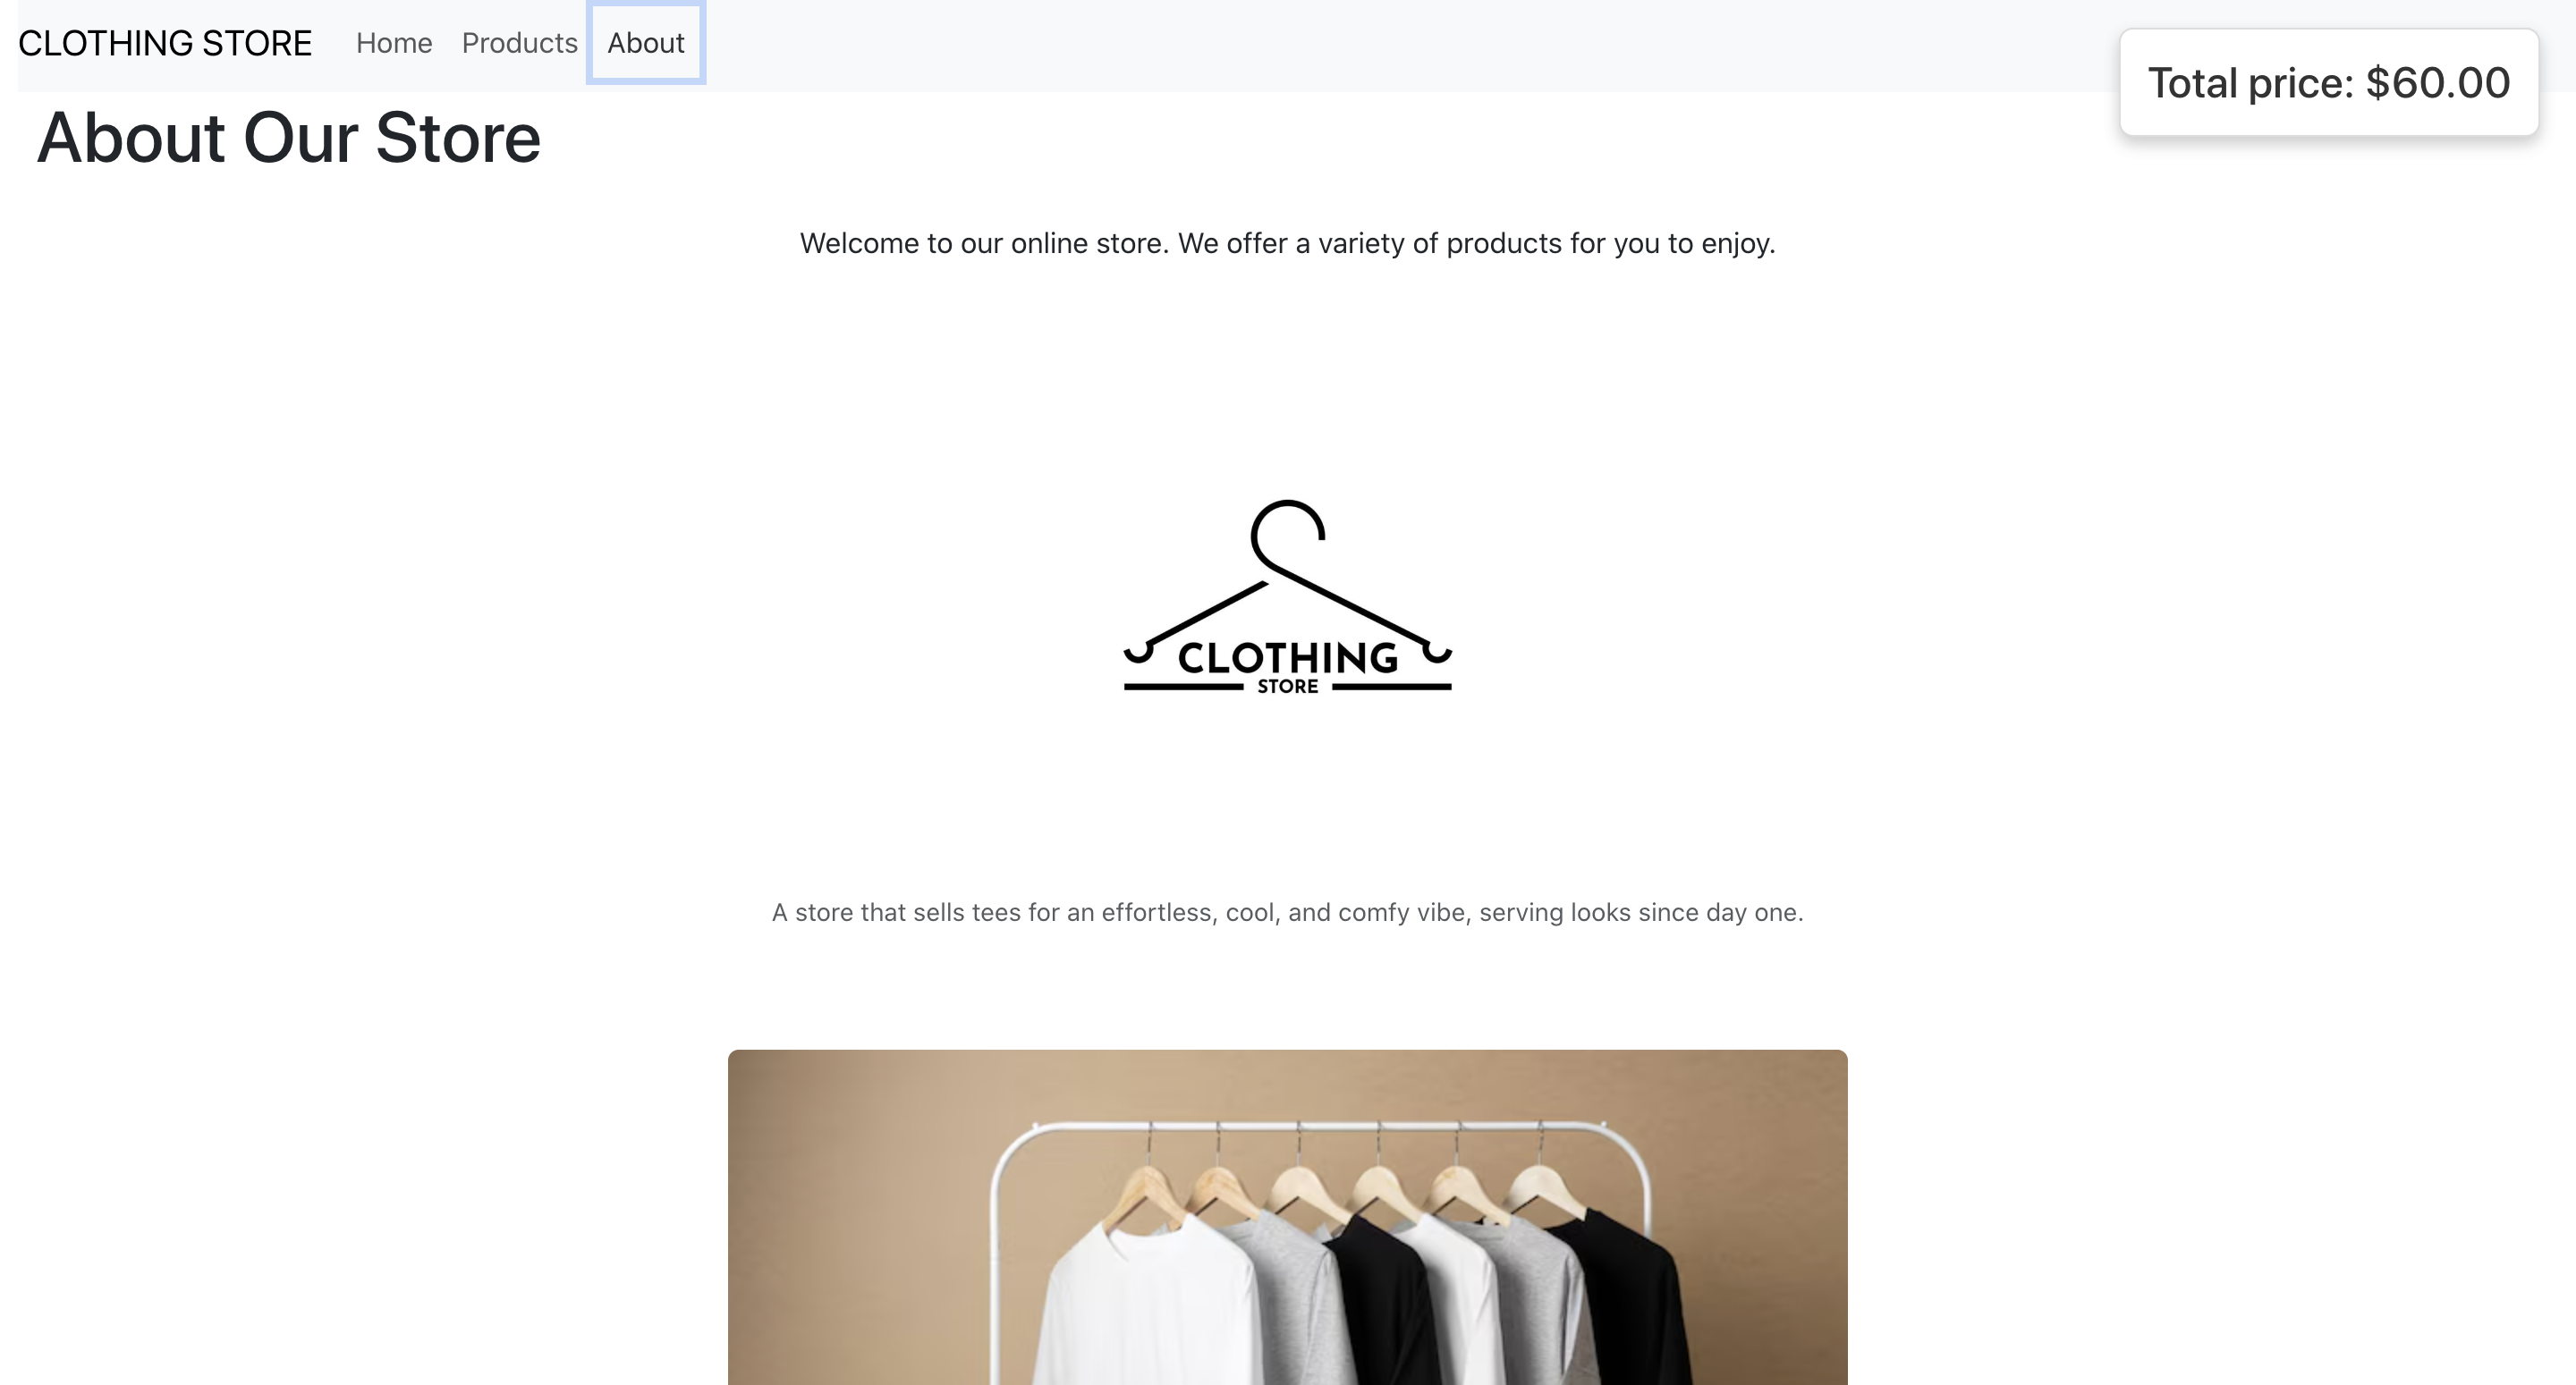 CLOTHING STORE Home Products About
Total price: $60.00
About Our Store
Welcome to our online store. We offer a variety of products for you to enjoy.
CLOTHING
STORE
A store that sells tees for an effortless, cool, and comfy vibe, serving looks since day one.